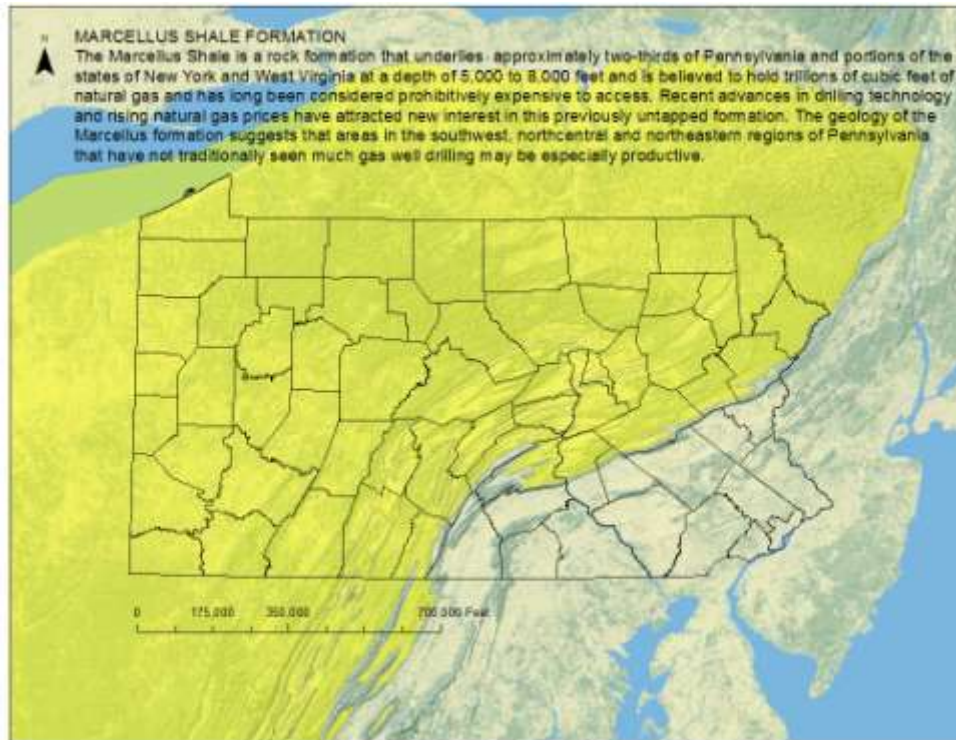 N
MARCELLUS SHALE FORMATION
The Marcellus Shale is a rock formation that underlies approximately two-thirds of Pennsylvania and portions of the
states of New York and West Virginia at a depth of 5,000 to 8,000 feet and is believed to hold trillions of cubic feet of
natural gas and has long been considered prohibitively expensive to access. Recent advances in drilling technology
and rising natural gas prices have attracted new interest in this previously untapped formation. The geology of the
Marcellus formation suggests that areas in the southwest, northcentral and northeastern regions of Pennsylvania
that have not traditionally seen much gas well drilling may be especially productive.
0 175,000 350,000 700,000 Feet